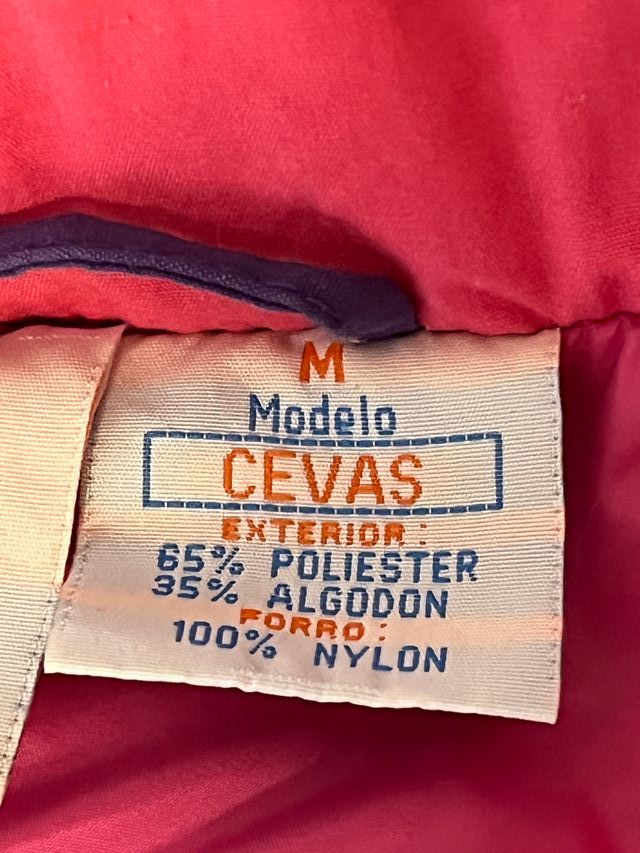 M
Modelo
CEVAS
EXTERIOR:
65% POLIESTER
35% ALGODON
FORRO:
100% NYLON